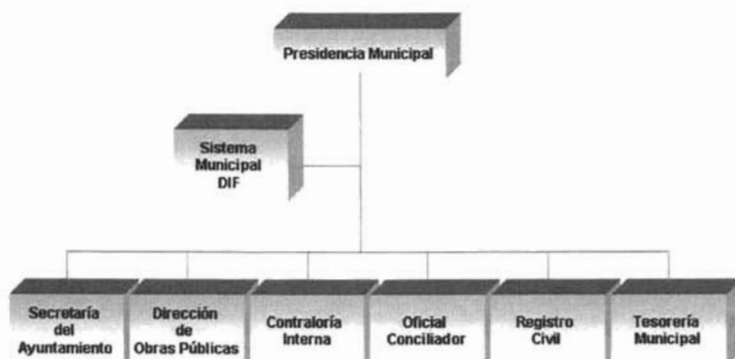 Presidencia Municipal
Sistema
Municipal
DIF
Secretaría
del
Ayuntamiento
Dirección
de
Obras Públicas
Contraloría
Interna
Oficial
Conciliador
Registro
Civil
Tesorería
Municipal